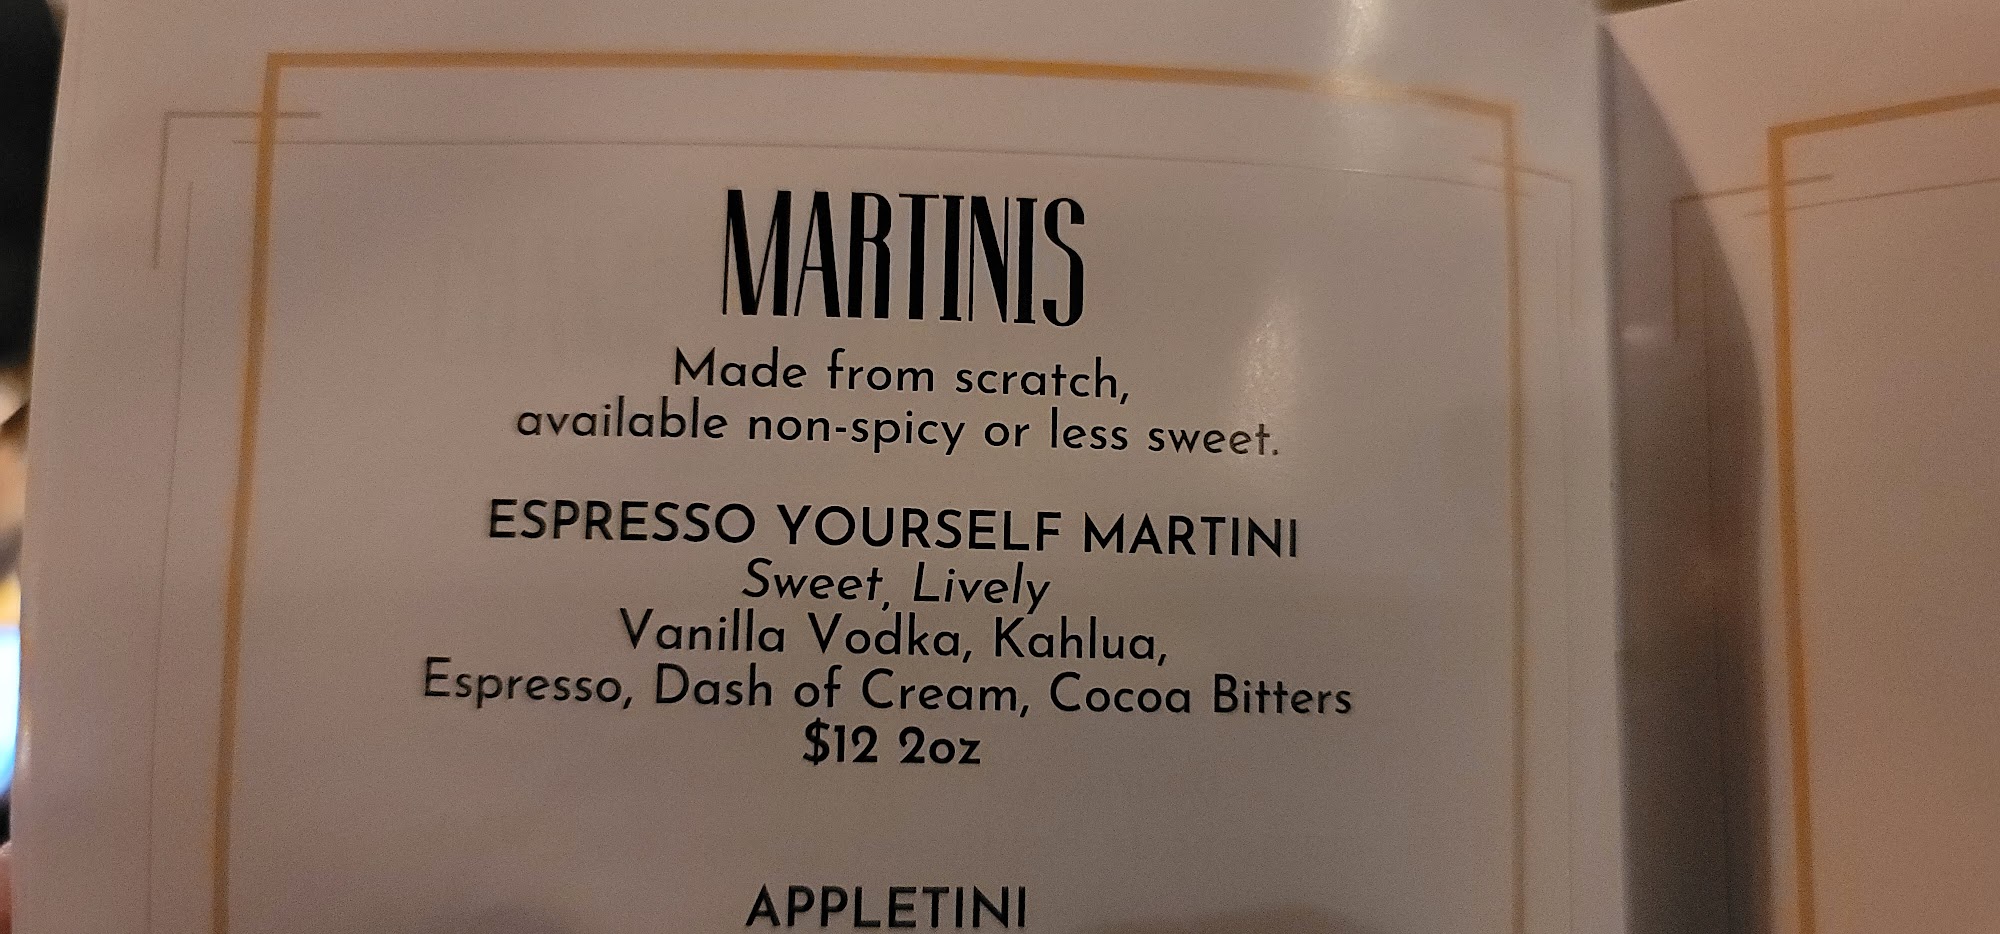 MARTINIS
Made from scratch,
available non-spicy or less sweet.
ESPRESSO YOURSELF MARTINI
Sweet, Lively
Vanilla Vodka, Kahlua,
Espresso, Dash of Cream, Cocoa Bitters
$12 2oz
APPLETINI